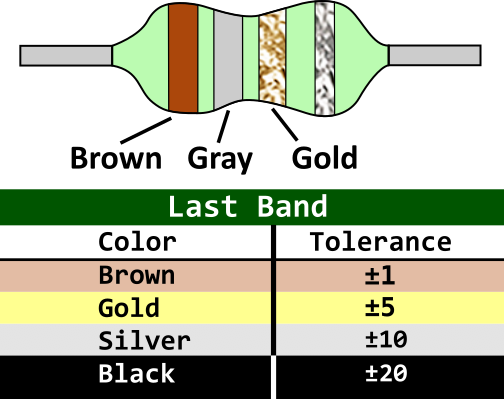 Brown Gray Gold
Last Band
Color Tolerance
Brown ±1
Gold ±5
Silver ±10
Black ±20